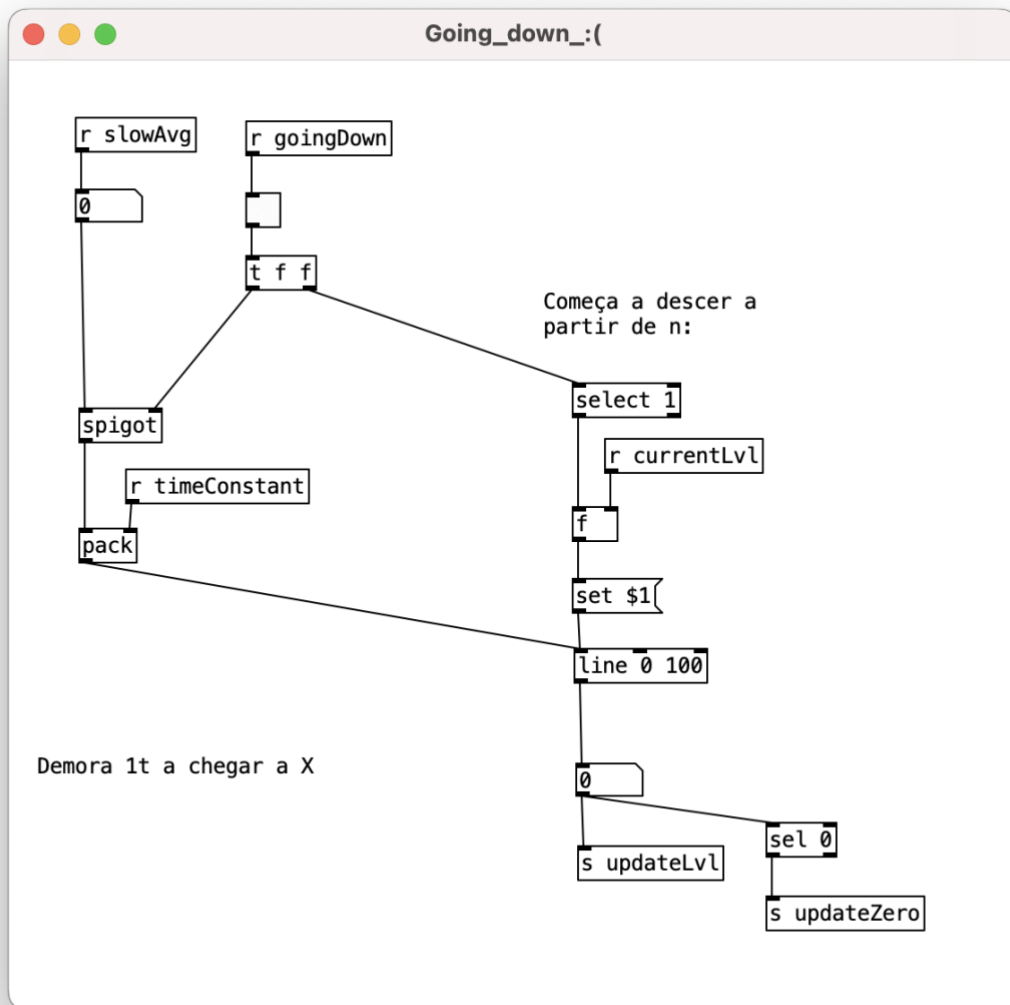 Going_down_:(
r slowAvg
r goingDown
0
t f f
Começa a descer a
partir de n:
select 1
spigot
r currentLvl
r timeConstant
f
pack
set $1
line 0 100
Demora 1t a chegar a X
0
sel 0
s updateLvl
s updateZero